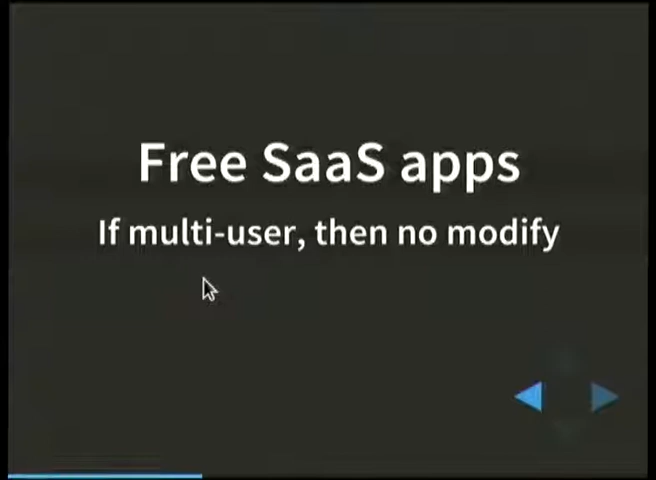 Free SaaS apps
If multi-user, then no modify